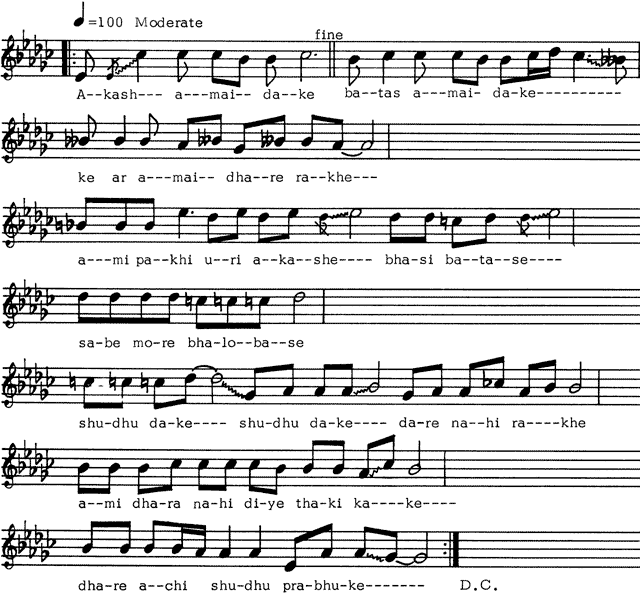 ♩=100 Moderate
fine
A--kash--- a---mai-- da--ke ba--tas a---mai- dake----------
ke ar a---mai-- dha--re ra--khe---
a---mi pa--khi u--ri a--ka--she---- bha-si ba--ta--se----
sa-be mo-re bha-lo--ba--se
shu-dhu da-ke---- shu-dhu da-ke---- da-re na--hi ra----khe
a--mi dha-ra na-hi di-ye tha-ki ka----ke----
dha-re a--chi shu-dhu pra-bhu-ke------- D.C.